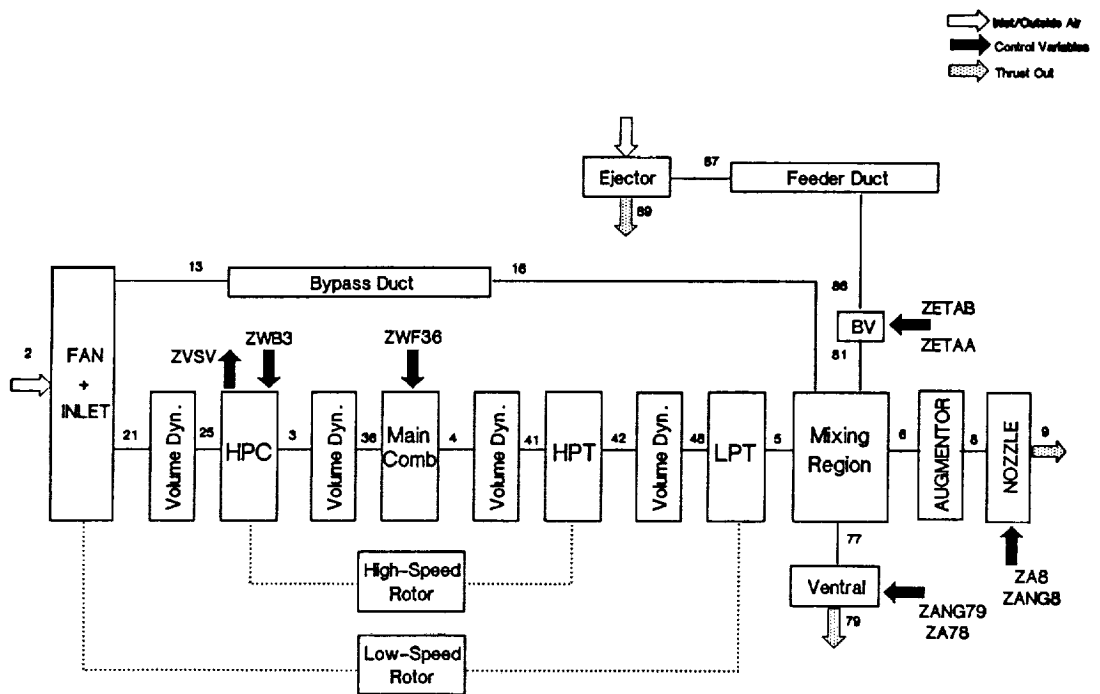 Inlet/Outside Air
Control Variables
Thrust Out
87
Ejector
Feeder Duct
89
13
16
Bypass Duct
86
ZETAB
BV
ZETAA
81
2
FAN
+
INLET
ZVSV
ZWB3
ZWF36
21
Volume Dyn.
25
HPC
3
Volume Dyn.
36
Main
Comb
4
Volume Dyn.
41
HPT
42
Volume Dyn.
48
LPT
5
Mixing
Region
6
AUGMENTOR
8
NOZZLE
9
77
High-Speed
Rotor
Ventral
ZA8
ZANG8
ZANG79
ZA78
79
Low-Speed
Rotor